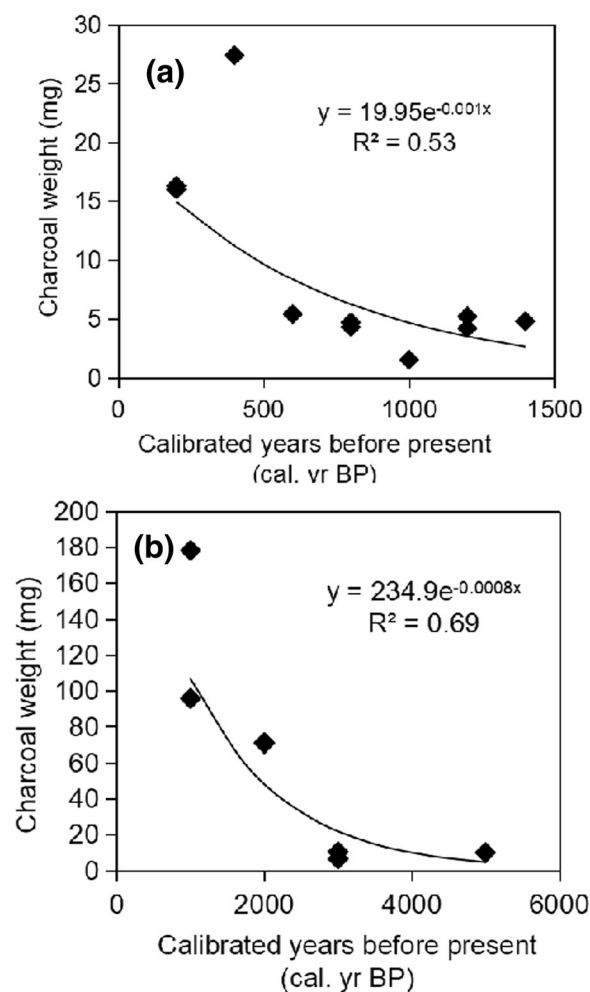 30
(a)
25
y = 19.95e-0.001x
20
R² = 0.53
15
10
5
0
Charcoal weight (mg)
0 500 1000 1500
Calibrated years before present
(cal. yr BP)
200
180
(b)
160
y = 234.9e-0.0008x
140
R² = 0.69
120
100
80
60
40
20
0
Charcoal weight (mg)
0 2000 4000 6000
Calibrated years before present
(cal. yr BP)